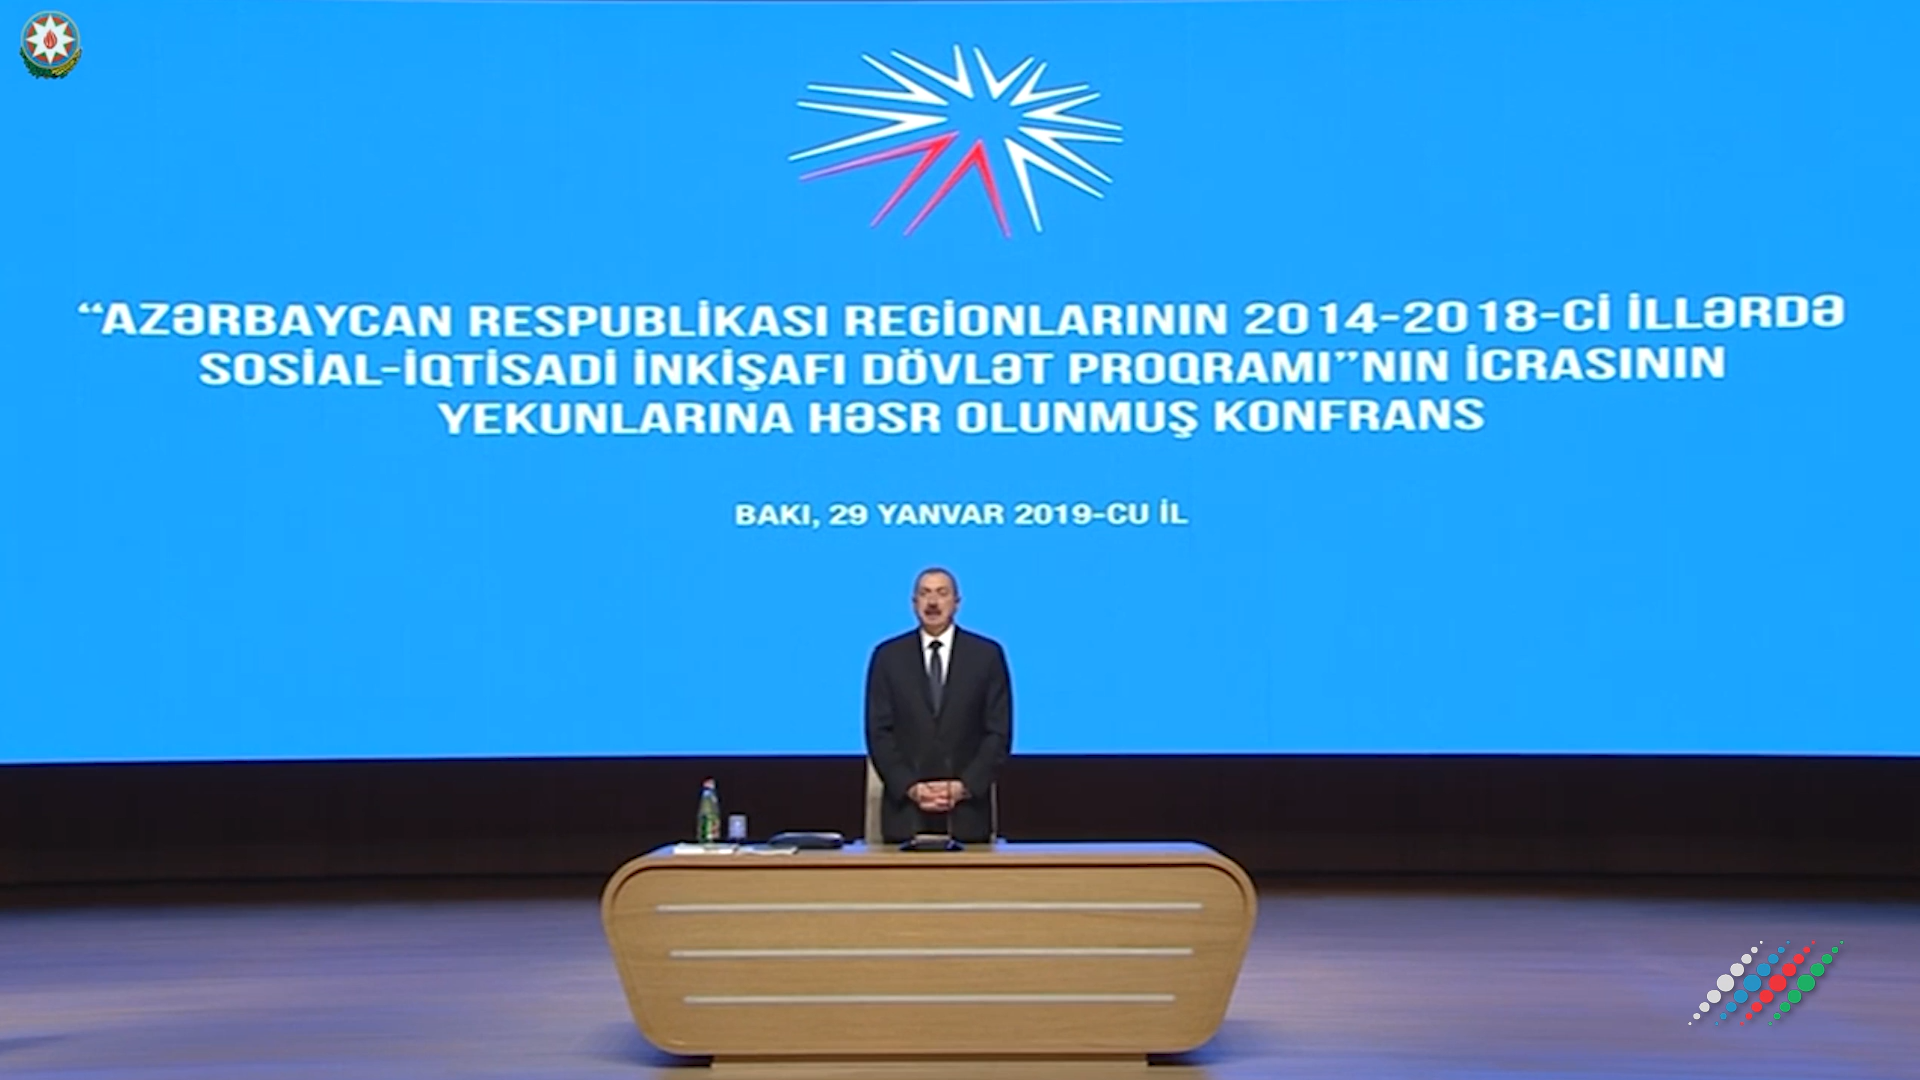 “AZƏRBAYCAN RESPUBLİKASI REGİONLARININ 2014-2018-Cİ İLLƏRDƏ
SOSİAL-İQTİSADİ İNKİŞAFI DÖVLƏT PROQRAMI”NIN İCRASININ
YEKUNLARINA HƏSR OLUNMUŞ KONFRANS
BAKI, 29 YANVAR 2019-CU İL